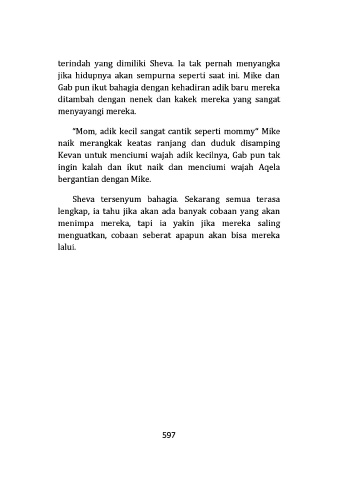 terindah yang dimiliki Sheva. Ia tak pernah menyangka
jika hidupnya akan sempurna seperti saat ini. Mike dan
Gab pun ikut bahagia dengan kehadiran adik baru mereka
ditambah dengan nenek dan kakek mereka yang sangat
menyayangi mereka.
"Mom, adik kecil sangat cantik seperti mommy" Mike
naik merangkak keatas ranjang dan duduk disamping
Kevan untuk menciumi wajah adik kecilnya, Gab pun tak
ingin kalah dan ikut naik dan menciumi wajah Aqela
bergantian dengan Mike.
Sheva tersenyum bahagia. Sekarang semua terasa
lengkap, ia tahu jika akan ada banyak cobaan yang akan
menimpa mereka, tapi ia yakin jika mereka saling
menguatkan, cobaan seberat apapun akan bisa mereka
lalui.
597